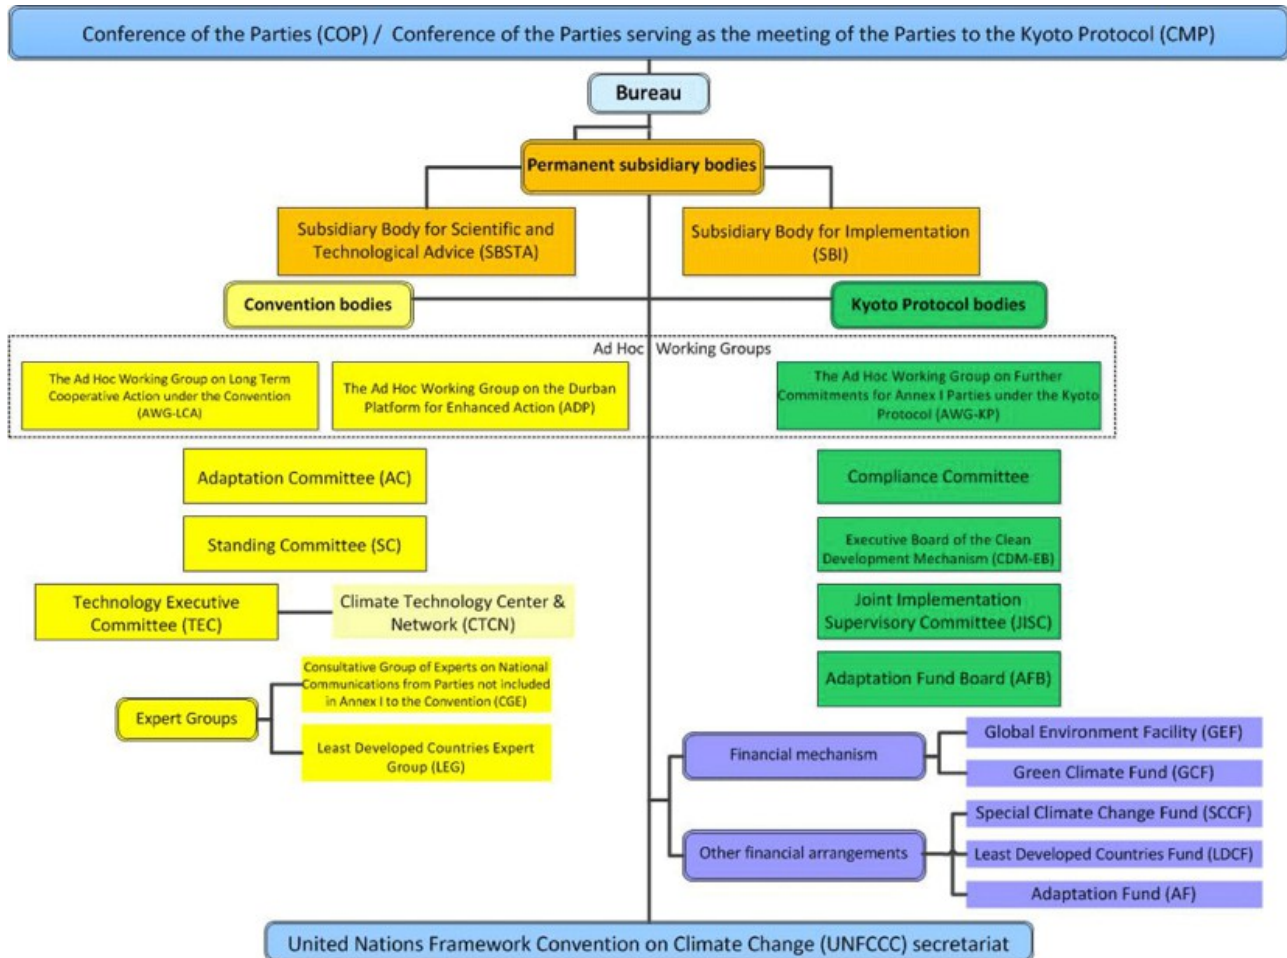 Conference of the Parties (COP) / Conference of the Parties serving as the meeting of the Parties to the Kyoto Protocol (CMP)
Bureau
Permanent subsidiary bodies
Subsidiary Body for Scientific and
Technological Advice (SBSTA)
Subsidiary Body for Implementation
(SBI)
Convention bodies
Kyoto Protocol bodies
Ad Hoc Working Groups
The Ad Hoc Working Group on Long Term
Cooperative Action under the Convention
(AWG-LCA)
The Ad Hoc Working Group on the Durban
Platform for Enhanced Action (ADP)
The Ad Hoc Working Group on Further
Commitments for Annex I Parties under the Kyoto
Protocol (AWG-KP)
Adaptation Committee (AC)
Compliance Committee
Standing Committee (SC)
Executive Board of the Clean
Development Mechanism (CDM-EB)
Technology Executive
Committee (TEC)
Climate Technology Center &
Network (CTCN)
Joint Implementation
Supervisory Committee (JISC)
Consultative Group of Experts on National
Communications from Parties not included
in Annex I to the Convention (CGE)
Adaptation Fund Board (AFB)
Expert Groups
Least Developed Countries Expert
Group (LEG)
Financial mechanism
Global Environment Facility (GEF)
Green Climate Fund (GCF)
Other financial arrangements
Special Climate Change Fund (SCCF)
Least Developed Countries Fund (LDCF)
Adaptation Fund (AF)
United Nations Framework Convention on Climate Change (UNFCCC) secretariat